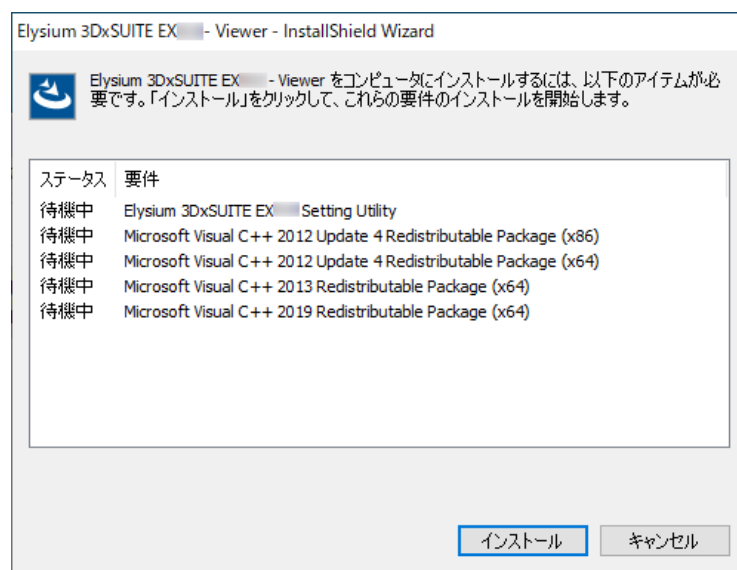 Elysium 3DxSUITE EX - Viewer - InstallShield Wizard
Elysium 3DxSUITE EX - Viewer をコンピュータにインストールするには、以下のアイテムが必
要です。「インストール」をクリックして、これらの要件のインストールを開始します。
ステータス 要件
待機中 Elysium 3DxSUITE EX Setting Utility
待機中 Microsoft Visual C++ 2012 Update 4 Redistributable Package (x86)
待機中 Microsoft Visual C++ 2012 Update 4 Redistributable Package (x64)
待機中 Microsoft Visual C++ 2013 Redistributable Package (x64)
待機中 Microsoft Visual C++ 2019 Redistributable Package (x64)
インストール キャンセル